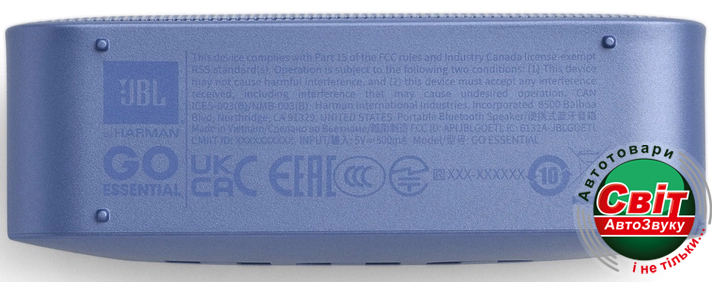 This device complies with Part 15 of the FCC rules and Industry Canada license-exempt
RSS standard(s). Operation is subject to the following two conditions: (1) This device
may not cause harmful interference, and (2) this device must accept any interference
received, including interference that may cause undesired operation. CAN
ICES-003(B)/NMB-003(B). Harman International Industries, Incorporated 8500 Balboa
Blvd, Northridge, CA 91329, UNITED STATES Portable Bluetooth Speaker/便携式蓝牙音箱
Made in Vietnam/Сделано во Вьетнаме/越南制造 FCC ID: APIJBLGOETL IC: 6132A-JBLGOETL
CMIIT ID: XXXXXXXXXX INPUT/输入: 5V⎓500mA Model/型号: GO ESSENTIAL
JBL
by HARMAN
GO
ESSENTIAL
UK
CA CE EAC CCC
R XXX-XXXXXX
10
Автотовари
Світ
АвтоЗвуку
і не тільки...